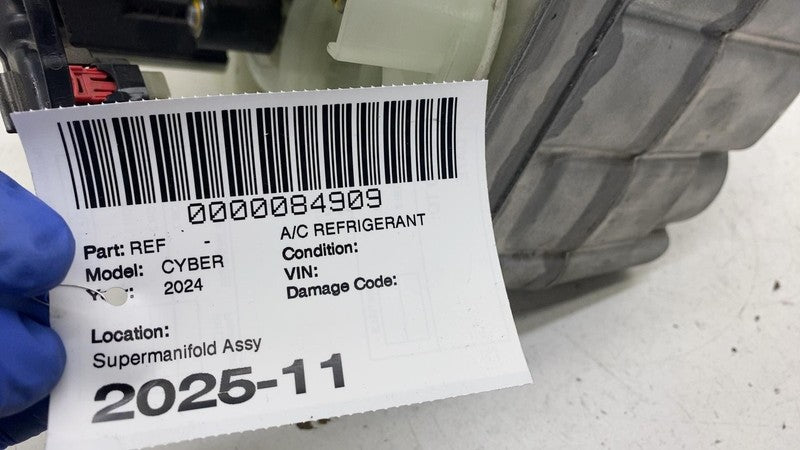 0000084909
Part: REF - A/C REFRIGERANT
Model: CYBER Condition:
2024 VIN:
Damage Code:
Location:
Supermanifold Assy
2025-11